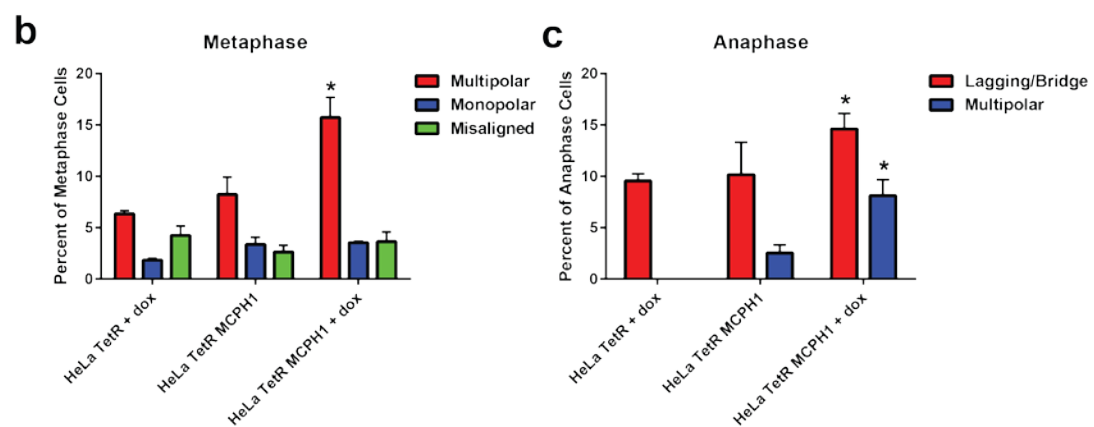 b
Metaphase
Percent of Metaphase Cells
20
15
10
5
0
*
HeLa TetR + dox
HeLa TetR MCPH1
HeLa TetR MCPH1 + dox
Multipolar
Monopolar
Misaligned
c
Anaphase
Percent of Anaphase Cells
20
15
10
5
0
*
*
HeLa TetR + dox
HeLa TetR MCPH1
HeLa TetR MCPH1 + dox
Lagging/Bridge
Multipolar